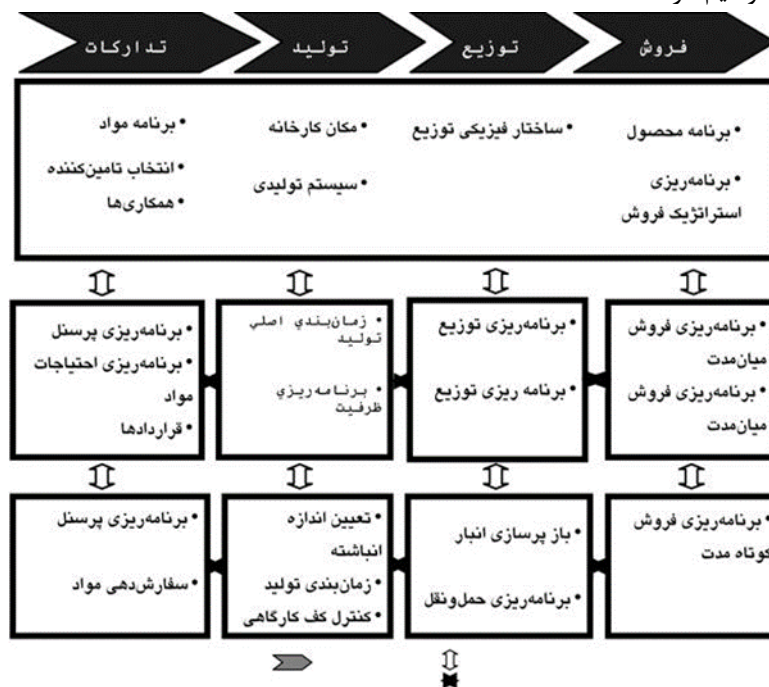 فروش
توزیع
تولید
تدارکات
• برنامه محصول
• برنامه‌ریزی
استراتژیک فروش
• ساختار فیزیکی توزیع
• مکان کارخانه
• سیستم تولیدی
• برنامه مواد
• انتخاب تامین‌کننده
• همکاری‌ها
• برنامه‌ریزی فروش
میان‌مدت
• برنامه‌ریزی فروش
میان‌مدت
• برنامه‌ریزی توزیع
• برنامه ریزی توزیع
• زمان‌بندي اصلي
تولید
• برنامه‌ريزي
ظرفیت
• برنامه‌ریزی پرسنل
• برنامه‌ریزی احتیاجات
مواد
• قراردادها
• برنامه‌ریزی فروش
کوتاه مدت
• باز پرسازی انبار
• برنامه‌ریزی حمل‌ونقل
• تعیین اندازه
انباشته
• زمان‌بندی تولید
• کنترل کف کارگاهی
• برنامه‌ریزی پرسنل
• سفارش‌دهی مواد